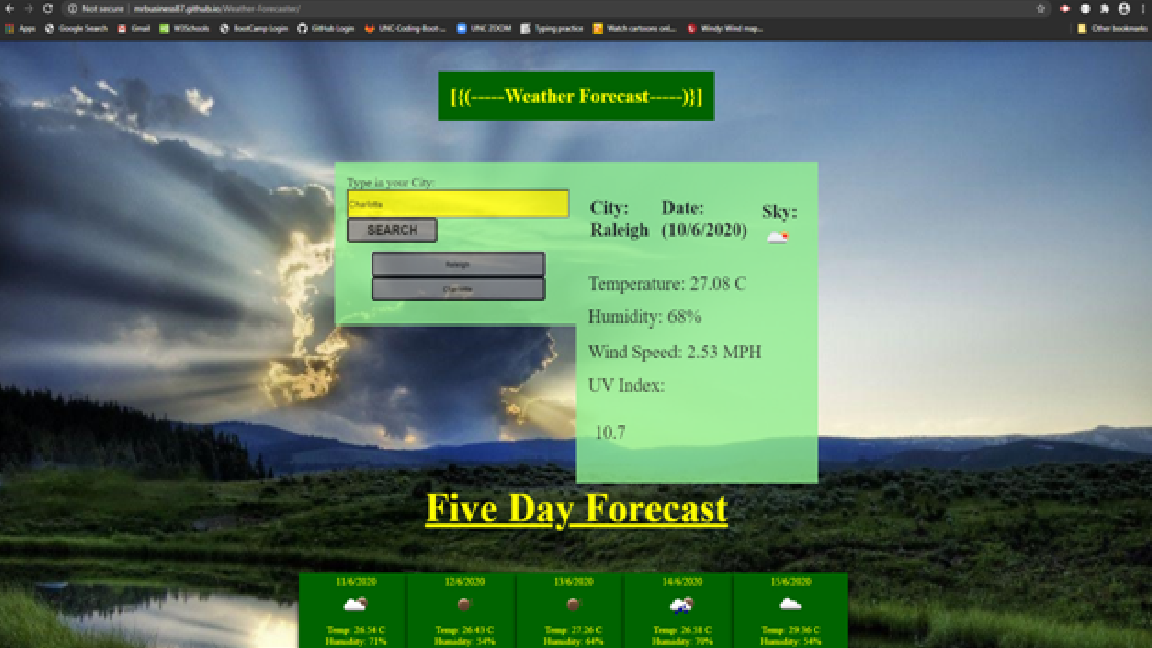 Not secure | mrbusiness87.github.io/Weather-Forecaster/
Apps Google Search Gmail W3Schools BootCamp Login GitHub Login UNC-Coding-Boot-... UNC ZOOM Typing practice Watch cartoons onl... Windy Wind map... Other bookmarks
[{(-----Weather Forecast-----)}]
Type in your City:
Charlotte
SEARCH
Raleigh
Charlotte
City: Date: Sky:
Raleigh (10/6/2020)
Temperature: 27.08 C
Humidity: 68%
Wind Speed: 2.53 MPH
UV Index:
10.7
Five Day Forecast
11/6/2020 12/6/2020 13/6/2020 14/6/2020 15/6/2020
Temp: 26.54 C Temp: 26.43 C Temp: 27.26 C Temp: 26.58 C Temp: 29.36 C
Humidity: 71% Humidity: 54% Humidity: 64% Humidity: 70% Humidity: 54%